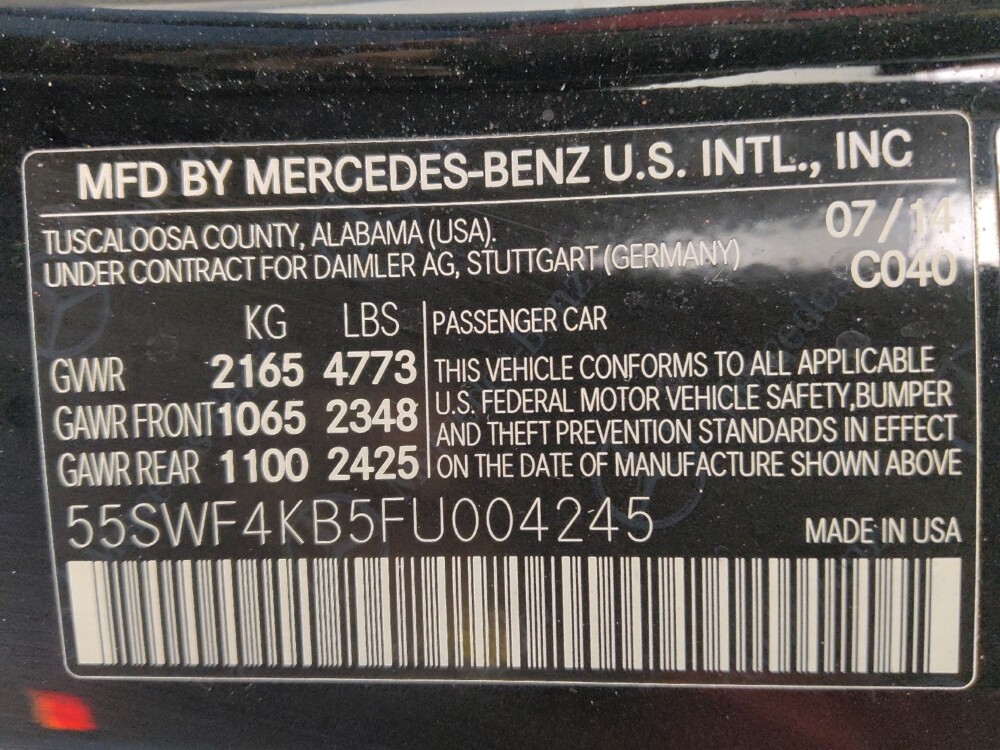 MFD BY MERCEDES-BENZ U.S. INTL., INC
TUSCALOOSA COUNTY, ALABAMA (USA).
07/14
UNDER CONTRACT FOR DAIMLER AG, STUTTGART (GERMANY)
C040
KG LBS
GVWR 2165 4773
GAWR FRONT 1065 2348
GAWR REAR 1100 2425
PASSENGER CAR
THIS VEHICLE CONFORMS TO ALL APPLICABLE
U.S. FEDERAL MOTOR VEHICLE SAFETY,BUMPER
AND THEFT PREVENTION STANDARDS IN EFFECT
ON THE DATE OF MANUFACTURE SHOWN ABOVE
55SWF4KB5FU004245
MADE IN USA